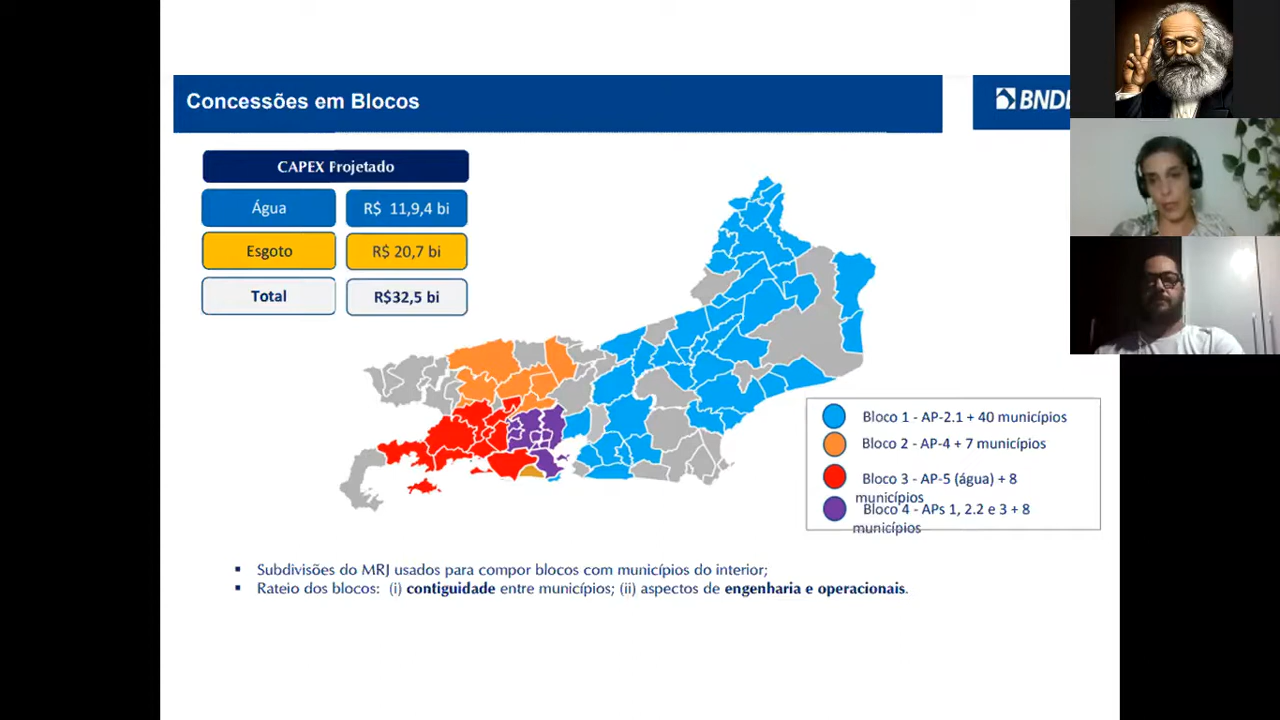 Concessões em Blocos
BNDE
CAPEX Projetado
Água
R$ 11,9,4 bi
Esgoto
R$ 20,7 bi
Total
R$32,5 bi
Bloco 1 - AP-2.1 + 40 municípios
Bloco 2 - AP-4 + 7 municípios
Bloco 3 - AP-5 (água) + 8
municípios
Bloco 4 - APs 1, 2.2 e 3 + 8
municípios
▪ Subdivisões do MRJ usados para compor blocos com municípios do interior;
▪ Rateio dos blocos: (i) contiguidade entre municípios; (ii) aspectos de engenharia e operacionais.